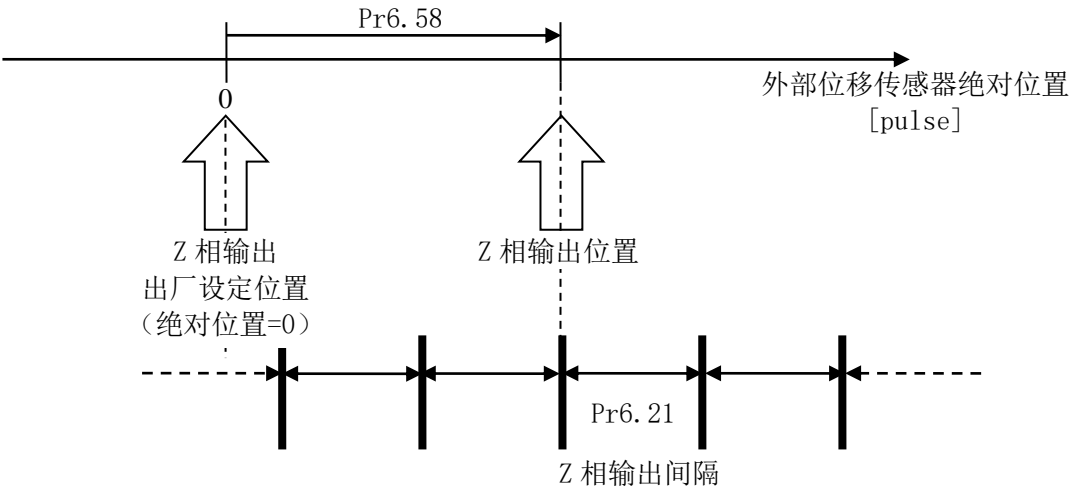 Pr6.58
外部位移传感器绝对位置
[pulse]
0
Z 相输出
出厂设定位置
（绝对位置=0）
Z 相输出位置
Pr6.21
Z 相输出间隔